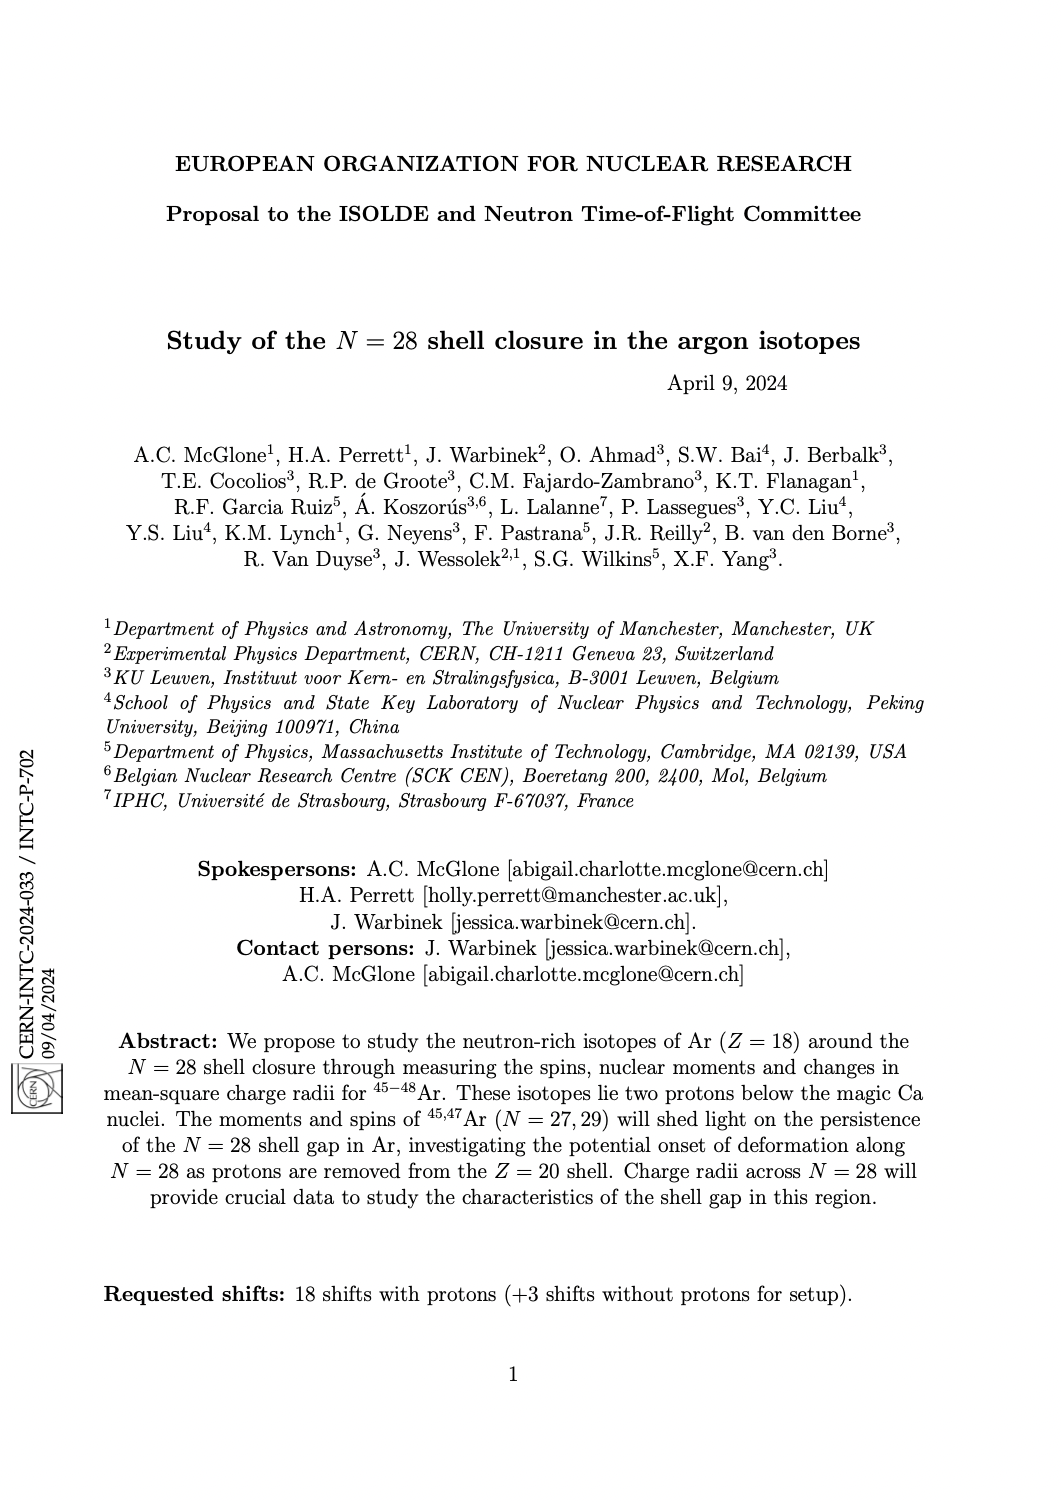 EUROPEAN ORGANIZATION FOR NUCLEAR RESEARCH
Proposal to the ISOLDE and Neutron Time-of-Flight Committee
Study of the N = 28 shell closure in the argon isotopes
April 9, 2024
A.C. McGlone¹, H.A. Perrett¹, J. Warbinek², O. Ahmad³, S.W. Bai⁴, J. Berbalk³,
T.E. Cocolios³, R.P. de Groote³, C.M. Fajardo-Zambrano³, K.T. Flanagan¹,
R.F. Garcia Ruiz⁵, Á. Koszorús³,⁶, L. Lalanne⁷, P. Lassegues³, Y.C. Liu⁴,
Y.S. Liu⁴, K.M. Lynch¹, G. Neyens³, F. Pastrana⁵, J.R. Reilly², B. van den Borne³,
R. Van Duyse³, J. Wessolek²,¹, S.G. Wilkins⁵, X.F. Yang³.
¹Department of Physics and Astronomy, The University of Manchester, Manchester, UK
²Experimental Physics Department, CERN, CH-1211 Geneva 23, Switzerland
³KU Leuven, Instituut voor Kern- en Stralingsfysica, B-3001 Leuven, Belgium
⁴School of Physics and State Key Laboratory of Nuclear Physics and Technology, Peking
University, Beijing 100971, China
⁵Department of Physics, Massachusetts Institute of Technology, Cambridge, MA 02139, USA
⁶Belgian Nuclear Research Centre (SCK CEN), Boeretang 200, 2400, Mol, Belgium
⁷IPHC, Université de Strasbourg, Strasbourg F-67037, France
Spokespersons: A.C. McGlone [abigail.charlotte.mcglone@cern.ch]
H.A. Perrett [holly.perrett@manchester.ac.uk],
J. Warbinek [jessica.warbinek@cern.ch].
Contact persons: J. Warbinek [jessica.warbinek@cern.ch],
A.C. McGlone [abigail.charlotte.mcglone@cern.ch]
Abstract: We propose to study the neutron-rich isotopes of Ar (Z = 18) around the
N = 28 shell closure through measuring the spins, nuclear moments and changes in
mean-square charge radii for ⁴⁵⁻⁴⁸Ar. These isotopes lie two protons below the magic Ca
nuclei. The moments and spins of ⁴⁵,⁴⁷Ar (N = 27, 29) will shed light on the persistence
of the N = 28 shell gap in Ar, investigating the potential onset of deformation along
N = 28 as protons are removed from the Z = 20 shell. Charge radii across N = 28 will
provide crucial data to study the characteristics of the shell gap in this region.
Requested shifts: 18 shifts with protons (+3 shifts without protons for setup).
1
CERN-INTC-2024-033 / INTC-P-702
09/04/2024
CERN